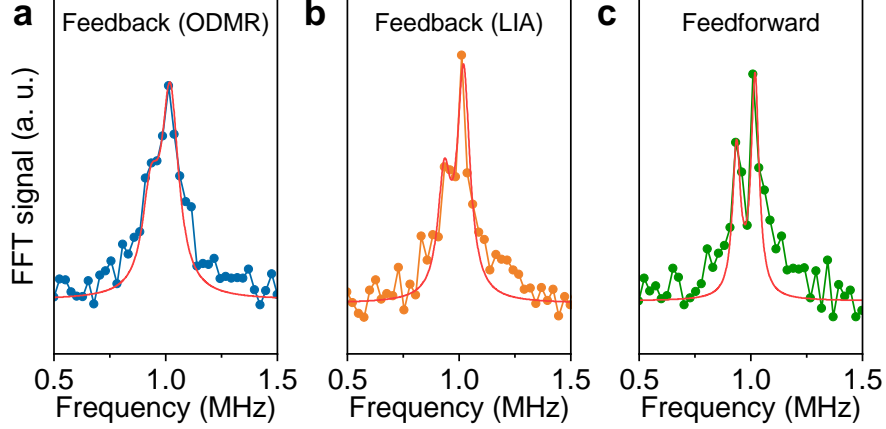 a Feedback (ODMR) b Feedback (LIA) c Feedforward
FFT signal (a. u.)
0.5 1.0 1.5 0.5 1.0 1.5 0.5 1.0 1.5
Frequency (MHz) Frequency (MHz) Frequency (MHz)